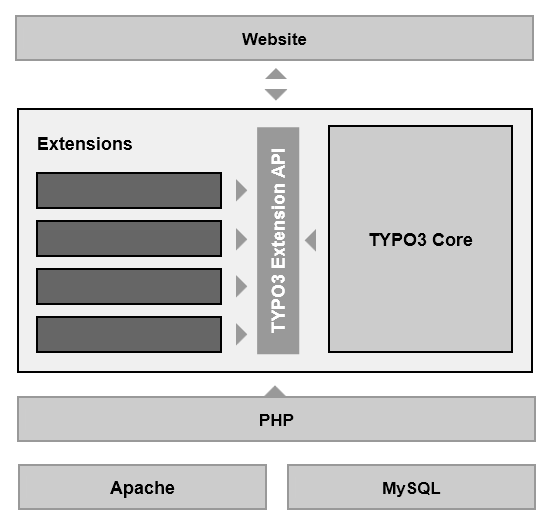 Website
Extensions
TYPO3 Extension API
TYPO3 Core
PHP
Apache
MySQL